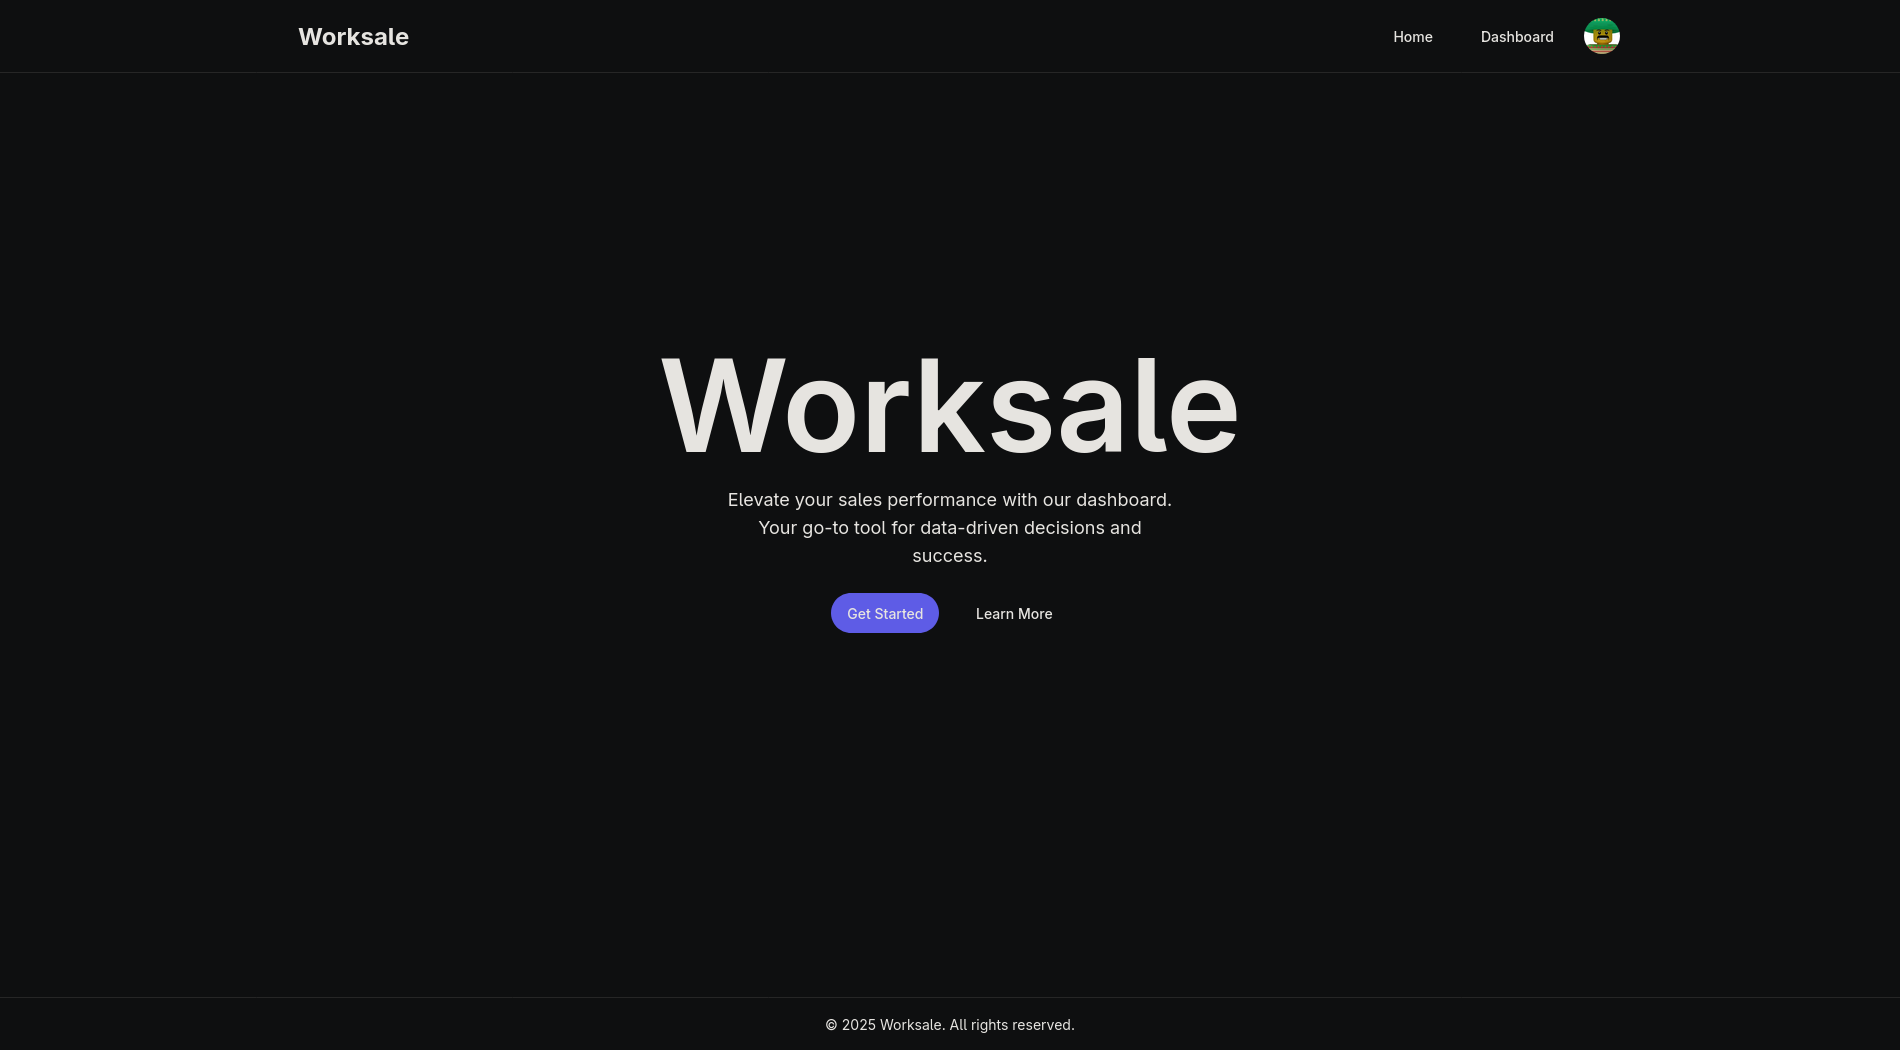 Worksale
Home
Dashboard
Worksale
Elevate your sales performance with our dashboard.
Your go-to tool for data-driven decisions and
success.
Get Started
Learn More
© 2025 Worksale. All rights reserved.